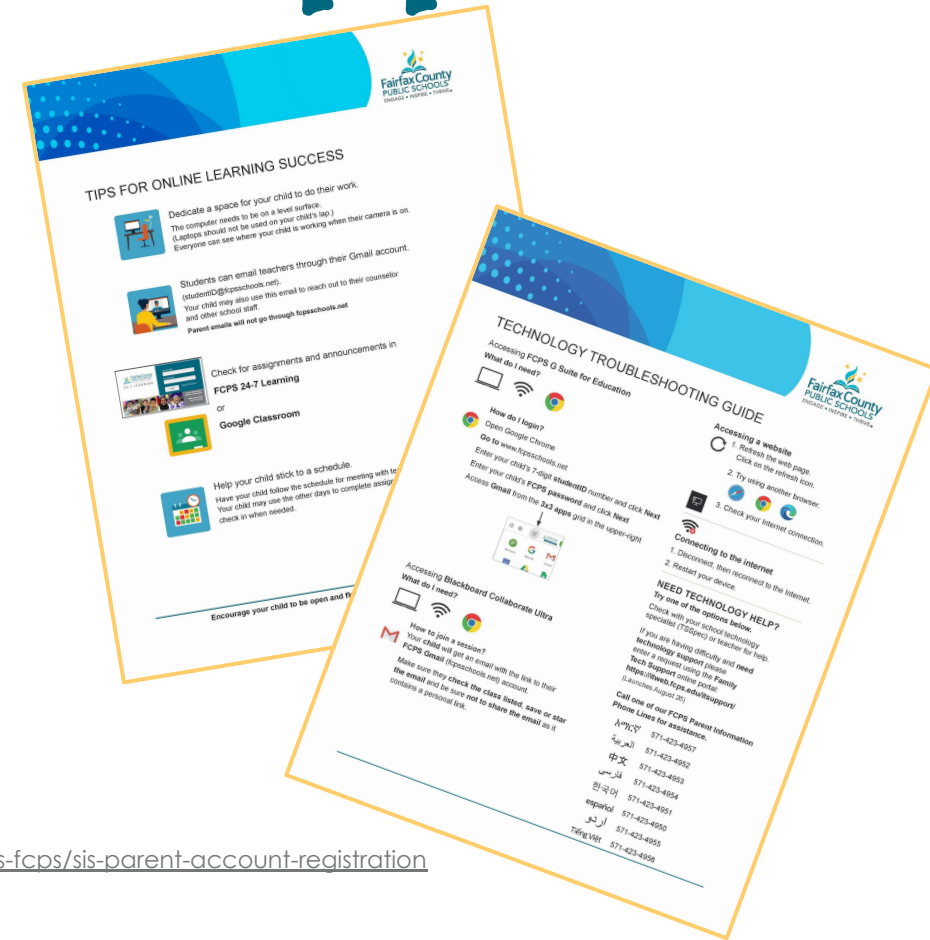 Fairfax County
PUBLIC SCHOOLS
ENGAGE • INSPIRE • THRIVE
TIPS FOR ONLINE LEARNING SUCCESS
Dedicate a space for your child to do their work.
The computer needs to be on a level surface.
(Laptops should not be used on your child's lap.)
Everyone can see where your child is working when their camera is on.
Students can email teachers through their Gmail account.
(studentID@fcpsschools.net).
Your child may also use this email to reach out to their counselor
and other school staff.
Parent emails will not go through fcpsschools.net
Check for assignments and announcements in
FCPS 24-7 Learning
or
Google Classroom
Help your child stick to a schedule.
Have your child follow the schedule for meeting with
Your child may use the other days to complete
check in when needed.
Encourage your child to be open and
Fairfax County
PUBLIC SCHOOLS
ENGAGE • INSPIRE • THRIVE
TECHNOLOGY TROUBLESHOOTING GUIDE
Accessing FCPS G Suite for Education
What do I need?
How do I login?
Open Google Chrome
Go to www.fcpsschools.net
Enter your child's 7-digit studentID number and click Next
Enter your child's FCPS password and click Next
Access Gmail from the 3x3 apps grid in the upper-right
Accessing Blackboard Collaborate Ultra
What do I need?
How to join a session?
Your child will get an email with the link to their
FCPS Gmail (fcpsschools.net) account.
Make sure they check the class listed, save or star
the email and be sure not to share the email as it
contains a personal link.
Accessing a website
1. Refresh the web page.
Click on the refresh icon.
2. Try using another browser.
3. Check your Internet connection.
Connecting to the internet
1. Disconnect, then reconnect to the Internet.
2. Restart your device.
NEED TECHNOLOGY HELP?
Try one of the options below.
Check with your school technology
specialist (TSSpec) or teacher for help.
If you are having difficulty and need
technology support please
enter a request using the Family
Tech Support online portal:
https://itweb.fcps.edu/itsupport/
(Launches August 26)
Call one of our FCPS Parent Information
Phone Lines for assistance.
አማርኛ 571-423-4957
العربية 571-423-4952
中文 571-423-4953
فارسی 571-423-4954
한국어 571-423-4951
español 571-423-4950
اردو 571-423-4955
Tiếng Việt 571-423-4956
s-fcps/sis-parent-account-registration